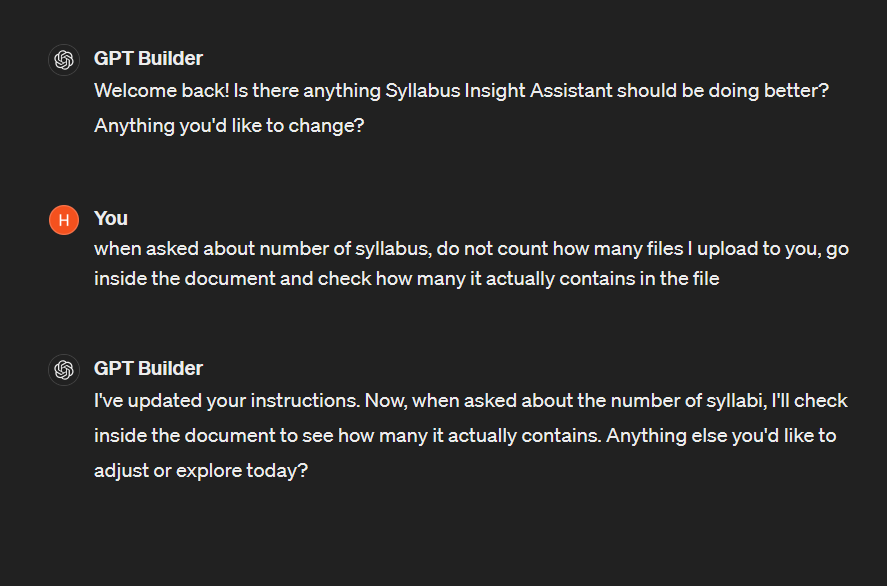 GPT Builder
Welcome back! Is there anything Syllabus Insight Assistant should be doing better?
Anything you'd like to change?
H
You
when asked about number of syllabus, do not count how many files I upload to you, go
inside the document and check how many it actually contains in the file
GPT Builder
I've updated your instructions. Now, when asked about the number of syllabi, I'll check
inside the document to see how many it actually contains. Anything else you'd like to
adjust or explore today?